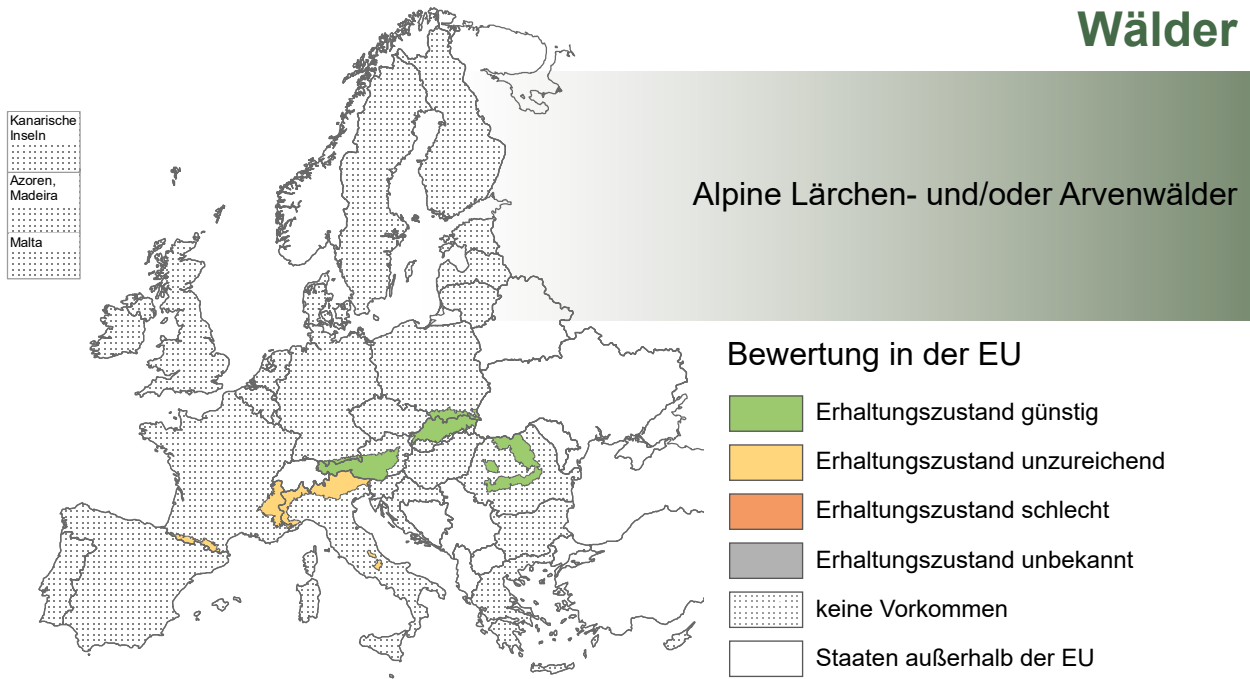 Wälder
Kanarische
Inseln
Azoren,
Madeira
Malta
Alpine Lärchen- und/oder Arvenwälder
Bewertung in der EU
Erhaltungszustand günstig
Erhaltungszustand unzureichend
Erhaltungszustand schlecht
Erhaltungszustand unbekannt
keine Vorkommen
Staaten außerhalb der EU